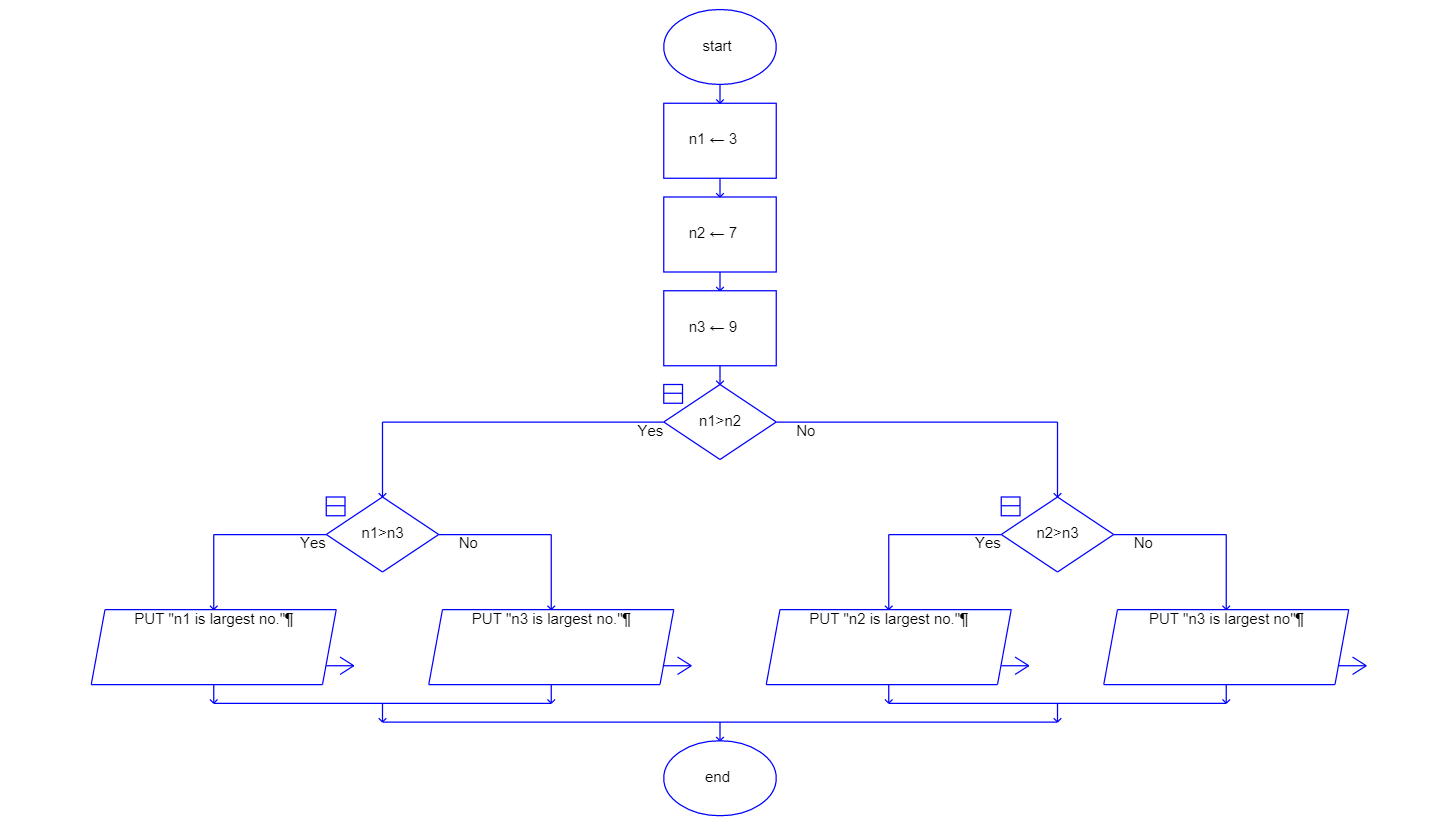 start
n1 ← 3
n2 ← 7
n3 ← 9
n1>n2
Yes
No
n1>n3
Yes
No
n2>n3
Yes
No
PUT "n1 is largest no."¶
PUT "n3 is largest no."¶
PUT "n2 is largest no."¶
PUT "n3 is largest no"¶
end